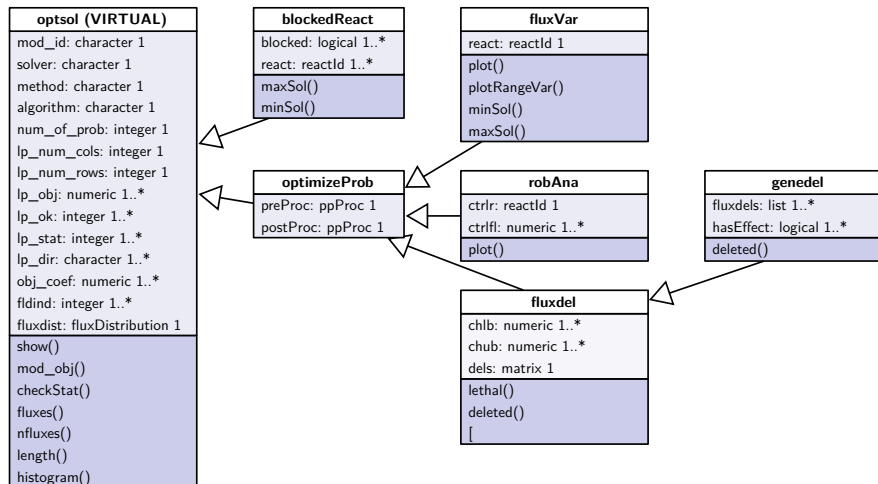 optsol (VIRTUAL)
mod_id: character 1
solver: character 1
method: character 1
algorithm: character 1
num_of_prob: integer 1
lp_num_cols: integer 1
lp_num_rows: integer 1
lp_obj: numeric 1..*
lp_ok: integer 1..*
lp_stat: integer 1..*
lp_dir: character 1..*
obj_coef: numeric 1..*
fldind: integer 1..*
fluxdist: fluxDistribution 1
show()
mod_obj()
checkStat()
fluxes()
nfluxes()
length()
histogram()
blockedReact
blocked: logical 1..*
react: reactId 1..*
maxSol()
minSol()
optimizeProb
preProc: ppProc 1
postProc: ppProc 1
fluxVar
react: reactId 1
plot()
plotRangeVar()
minSol()
maxSol()
robAna
ctrlr: reactId 1
ctrlfl: numeric 1..*
plot()
fluxdel
chlb: numeric 1..*
chub: numeric 1..*
dels: matrix 1
lethal()
deleted()
[
genedel
fluxdels: list 1..*
hasEffect: logical 1..*
deleted()